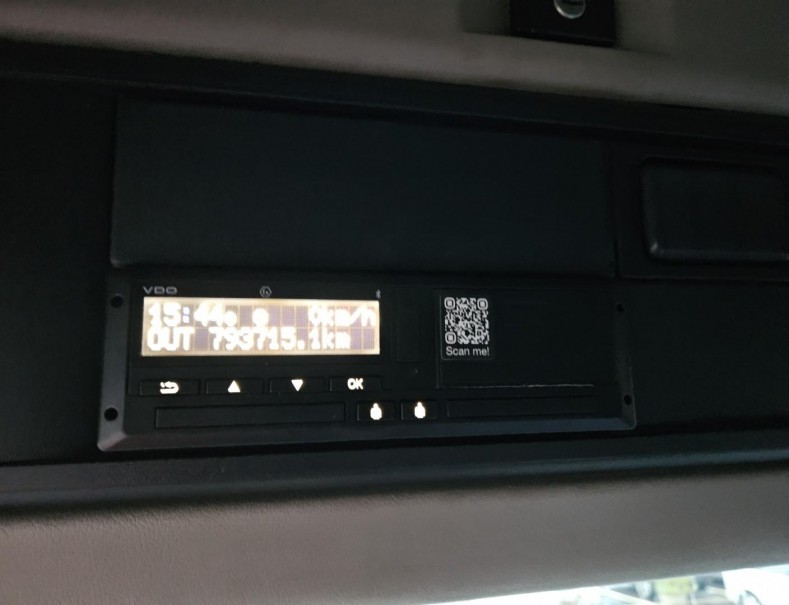 VDO
15:44 0km/h
OUT 793715.1km
Scan me!
OK